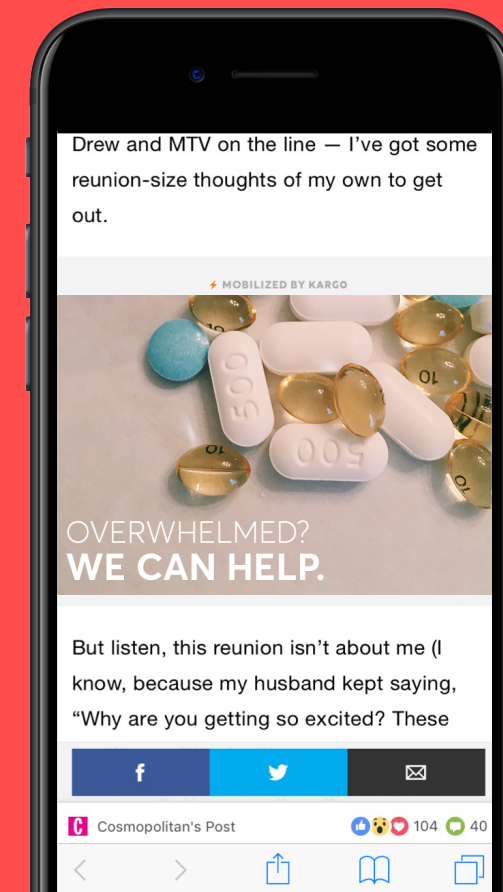 Drew and MTV on the line — I’ve got some
reunion-size thoughts of my own to get
out.
MOBILIZED BY KARGO
10
10
10
500
500
10
10
OVERWHELMED?
WE CAN HELP.
But listen, this reunion isn’t about me (I
know, because my husband kept saying,
“Why are you getting so excited? These
f
C Cosmopolitan's Post 104 40